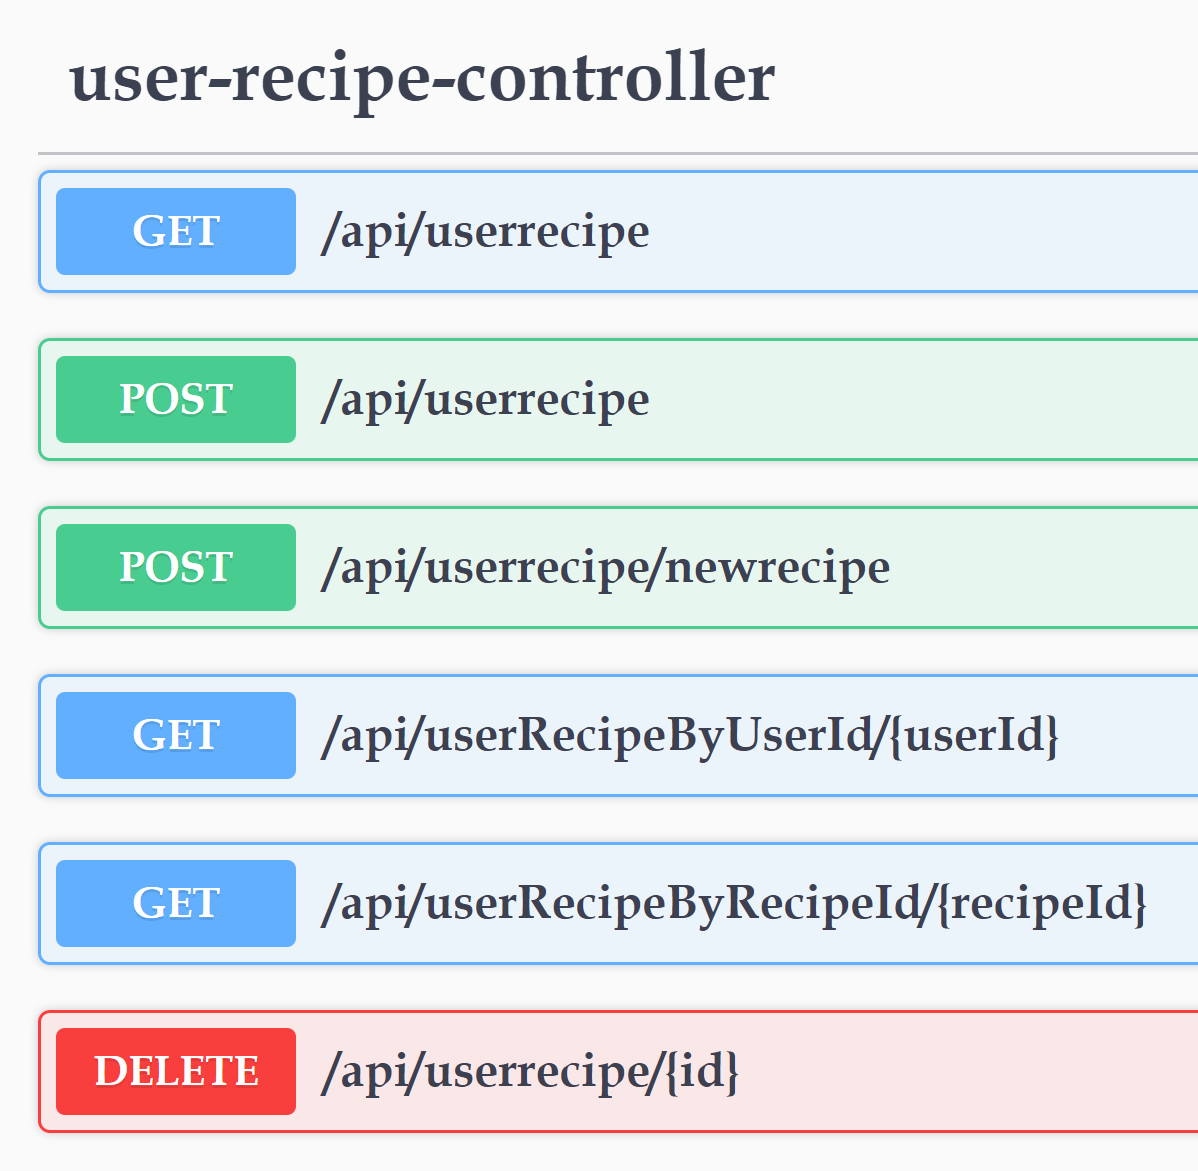 user-recipe-controller
GET /api/userrecipe
POST /api/userrecipe
POST /api/userrecipe/newrecipe
GET /api/userRecipeByUserId/{userId}
GET /api/userRecipeByRecipeId/{recipeId}
DELETE /api/userrecipe/{id}